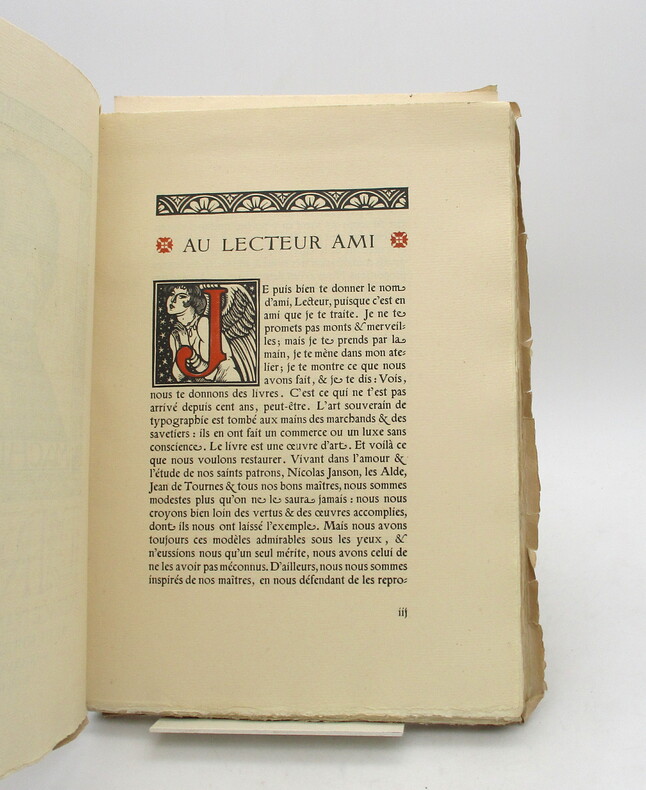 AU LECTEUR AMI
JE puis bien te donner le nom
d'ami, Lecteur, puisque c'est en
ami que je te traite. Je ne te
promets pas monts & merveil-
les; mais je te prends par la
main, je te mène dans mon ate-
lier; je te montre ce que nous
avons fait, & je te dis : Vois,
nous te donnons des livres. C'est ce qui ne t'est pas
arrivé depuis cent ans, peut-être. L'art souverain de
typographie est tombé aux mains des marchands & des
savetiers : ils en ont fait un commerce ou un luxe sans
conscience. Le livre est une œuvre d'art. Et voilà ce
que nous voulons restaurer. Vivant dans l'amour &
l'étude de nos saints patrons, Nicolas Janson, les Alde,
Jean de Tournes & tous nos bons maîtres, nous sommes
modestes plus qu'on ne le saura jamais : nous nous
croyons bien loin des vertus & des œuvres accomplies,
dont ils nous ont laissé l'exemple. Mais nous avons
toujours ces modèles admirables sous les yeux, &
n'eussions nous qu'un seul mérite, nous avons celui de
ne les avoir pas méconnus. D'ailleurs, nous nous sommes
inspirés de nos maîtres, en nous défendant de les repro-
iij